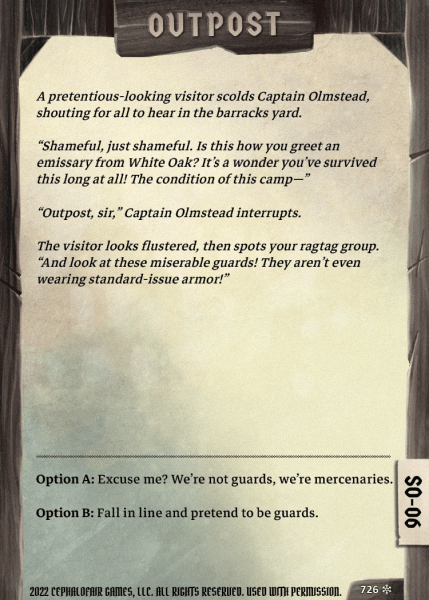 OUTPOST
A pretentious-looking visitor scolds Captain Olmstead,
shouting for all to hear in the barracks yard.
“Shameful, just shameful. Is this how you greet an
emissary from White Oak? It’s a wonder you’ve survived
this long at all! The condition of this camp—”
“Outpost, sir,” Captain Olmstead interrupts.
The visitor looks flustered, then spots your ragtag group.
“And look at these miserable guards! They aren’t even
wearing standard-issue armor!”
Option A: Excuse me? We’re not guards, we’re mercenaries.
Option B: Fall in line and pretend to be guards.
SO-06
2022 CEPHALOFAIR GAMES, LLC. ALL RIGHTS RESERVED. USED WITH PERMISSION.
726